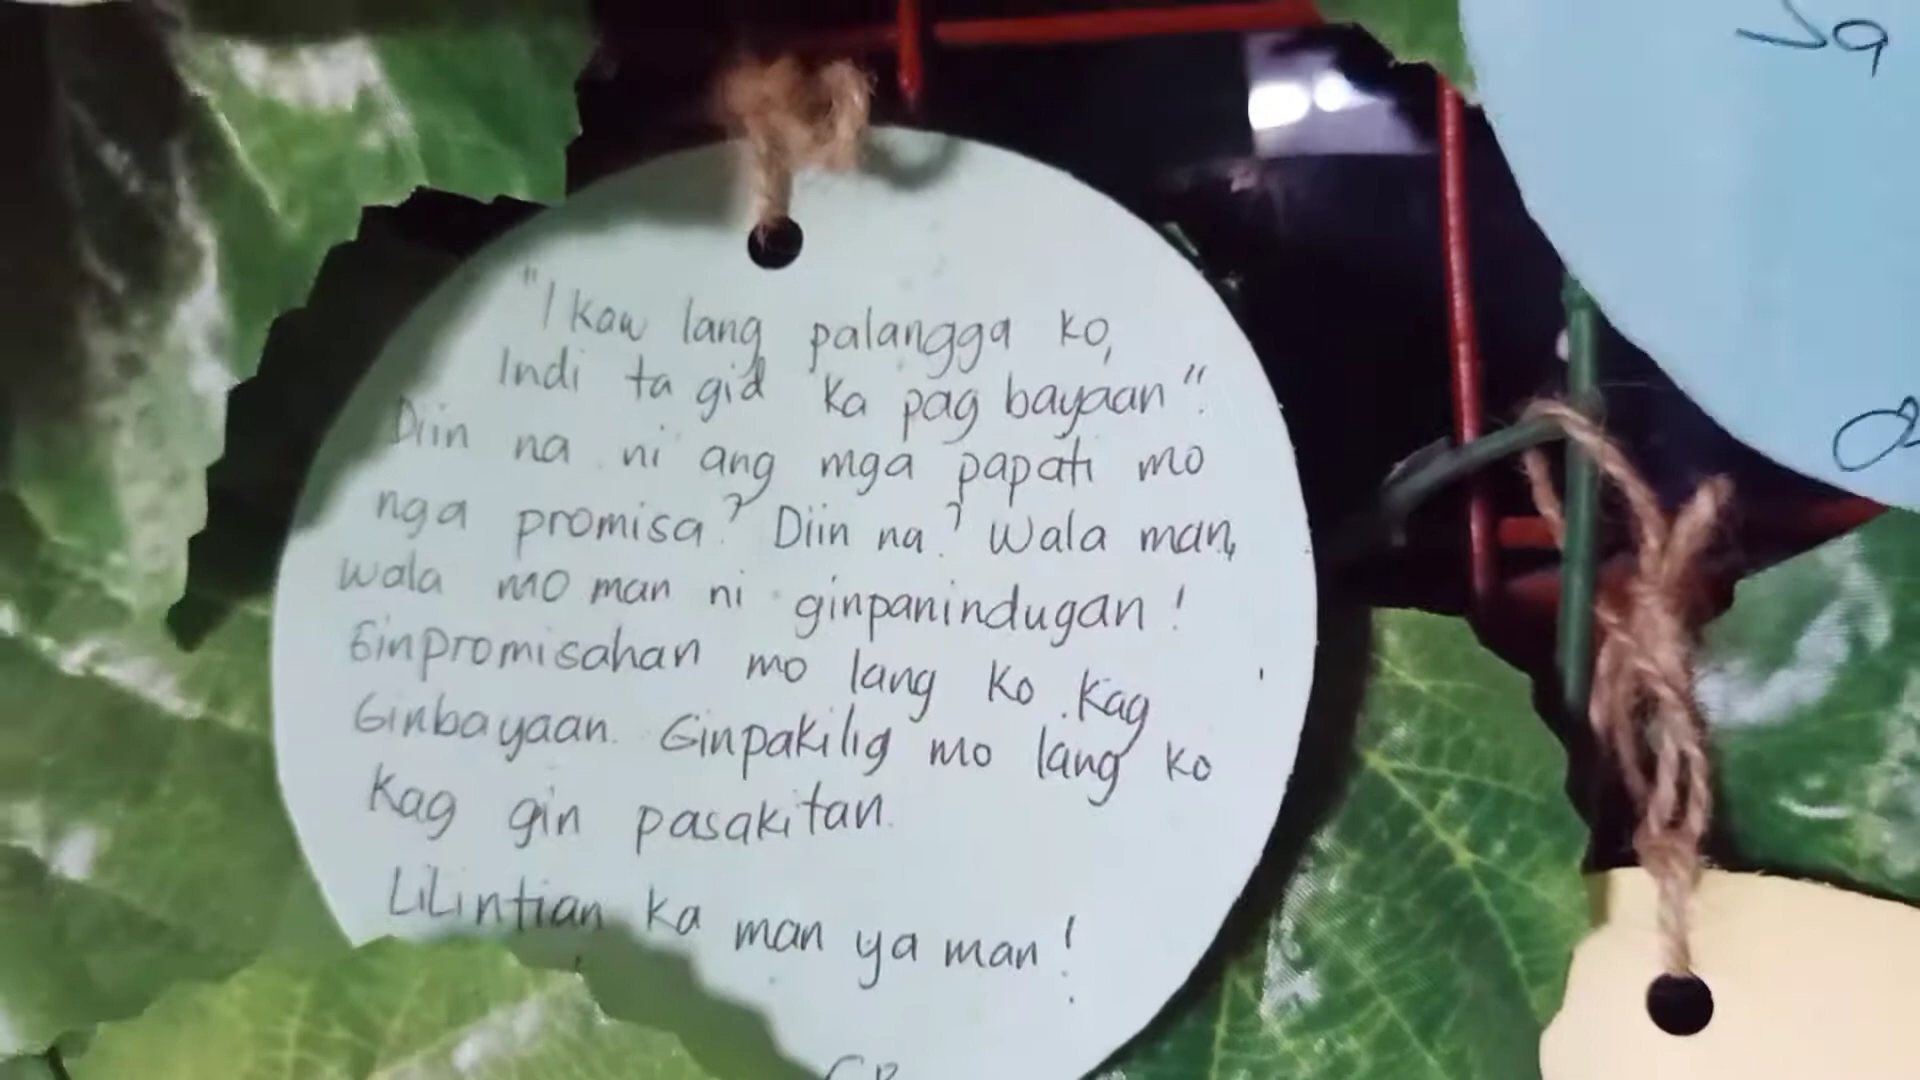 "Ikaw lang palangga ko,
Indi ta gid ka pag bayaan".
Diin na ni ang mga papati mo
nga promisa? Diin na? Wala man,
wala mo man ni ginpanindugan!
Ginpromisahan mo lang ko kag
Ginbayaan. Ginpakilig mo lang ko
kag gin pasakitan.
LiLintian ka man ya man!